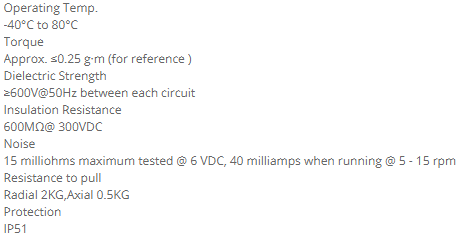 Operating Temp.
-40°C to 80°C
Torque
Approx. ≤0.25 g·m (for reference )
Dielectric Strength
≥600V@50Hz between each circuit
Insulation Resistance
600MΩ@ 300VDC
Noise
15 milliohms maximum tested @ 6 VDC, 40 milliamps when running @ 5 - 15 rpm
Resistance to pull
Radial 2KG,Axial 0.5KG
Protection
IP51